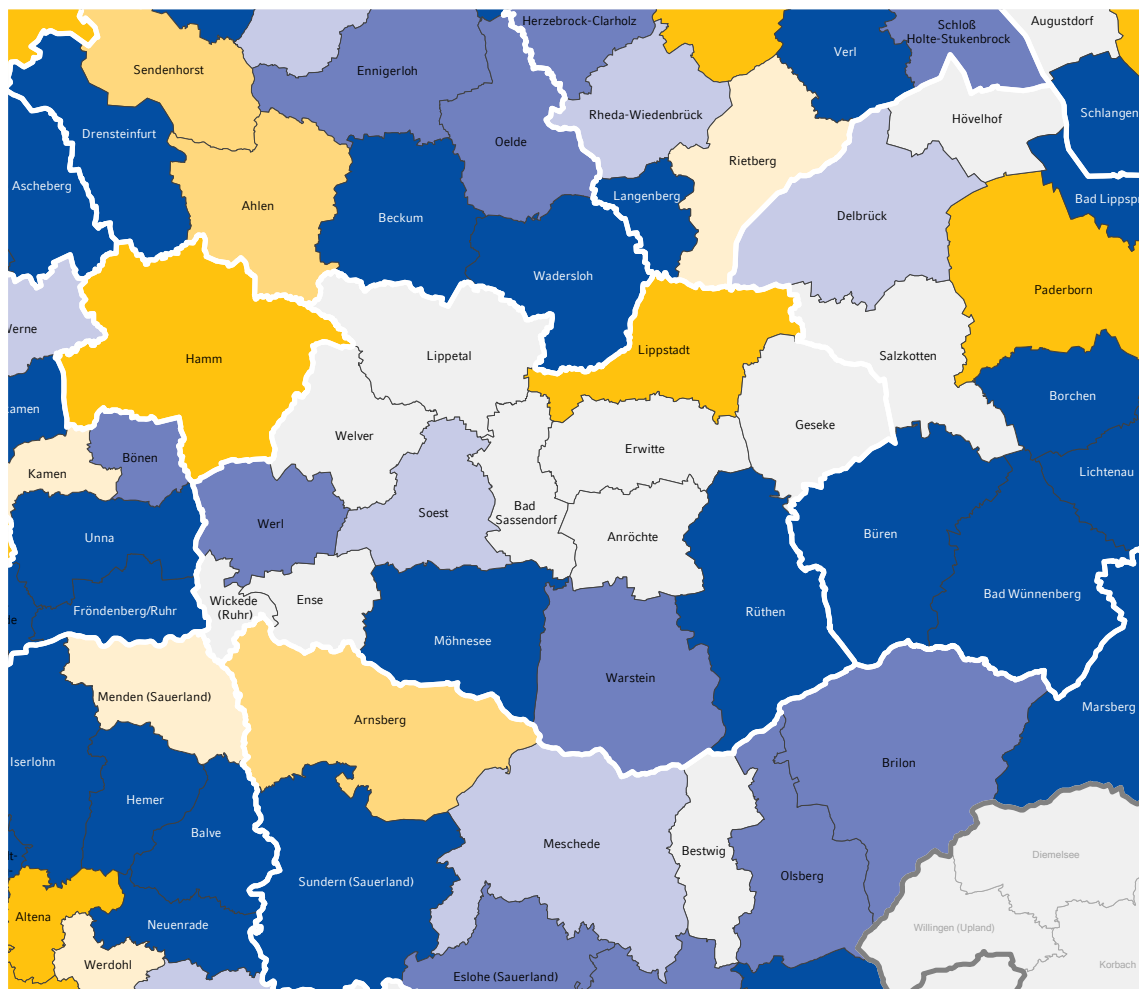 Herzebrock-Clarholz
Schloß
Holte-Stukenbrock
Augustdorf
Verl
Sendenhorst
Ennigerloh
Rheda-Wiedenbrück
Schlangen
Hövelhof
Drensteinfurt
Oelde
Rietberg
Ascheberg
Langenberg
Bad Lippspr
Ahlen
Beckum
Delbrück
Wadersloh
Paderborn
Werne
Hamm
Lippetal
Lippstadt
Salzkotten
Borchen
amen
Welver
Geseke
Erwitte
Bönen
Kamen
Lichtenau
Bad
Sassendorf
Soest
Werl
Unna
Anröchte
Büren
Bad Wünnenberg
Wickede
(Ruhr)
Ense
Fröndenberg/Ruhr
Rüthen
le
Möhnesee
Warstein
Menden (Sauerland)
Marsberg
Arnsberg
Iserlohn
Brilon
Hemer
Balve
Meschede
Bestwig
Diemelsee
Olsberg
Sundern (Sauerland)
Altena
Neuenrade
Willingen (Upland)
Werdohl
Eslohe (Sauerland)
Korbach